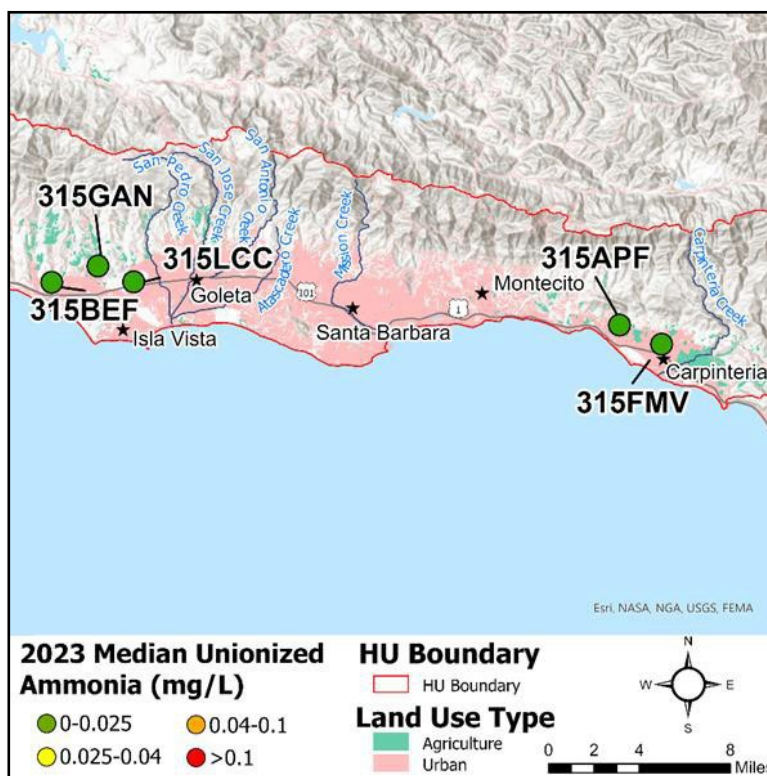 San Pedro Creek
San Jose Creek
San Antonio Creek
Atascadero Creek
Mission Creek
Carpinteria Creek
315GAN
315LCC
315BEF
Goleta
101
Isla Vista
Santa Barbara
1
Montecito
315APF
Carpinteria
315FMV
Esri, NASA, NGA, USGS, FEMA
2023 Median Unionized
Ammonia (mg/L)
0-0.025
0.04-0.1
0.025-0.04
>0.1
HU Boundary
HU Boundary
Land Use Type
Agriculture
Urban
N
W
E
S
0 2 4 8
Miles